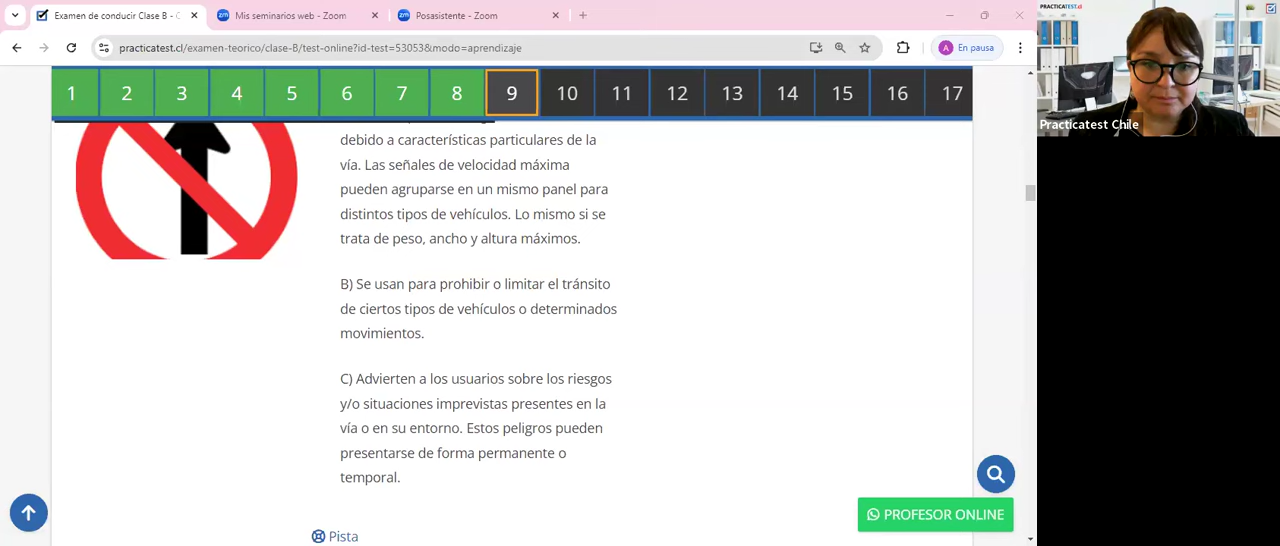 Examen de conducir Clase B - C
Mis seminarios web - Zoom
Posasistente - Zoom
practicatest.cl/examen-teorico/clase-B/test-online?id-test=53053&modo=aprendizaje
A En pausa
1 2 3 4 5 6 7 8 9 10 11 12 13 14 15 16 17
debido a características particulares de la
vía. Las señales de velocidad máxima
pueden agruparse en un mismo panel para
distintos tipos de vehículos. Lo mismo si se
trata de peso, ancho y altura máximos.
B) Se usan para prohibir o limitar el tránsito
de ciertos tipos de vehículos o determinados
movimientos.
C) Advierten a los usuarios sobre los riesgos
y/o situaciones imprevistas presentes en la
vía o en su entorno. Estos peligros pueden
presentarse de forma permanente o
temporal.
Pista
PROFESOR ONLINE
PRACTICATEST.CL
Practicatest Chile